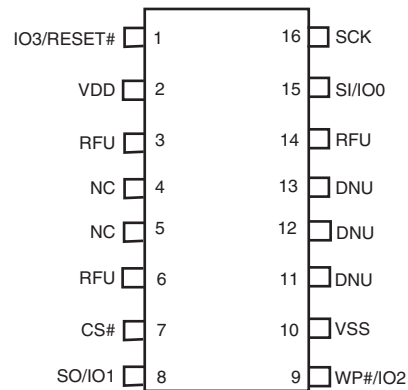 IO3/RESET# 1 16 SCK
VDD 2 15 SI/IO0
RFU 3 14 RFU
NC 4 13 DNU
NC 5 12 DNU
RFU 6 11 DNU
CS# 7 10 VSS
SO/IO1 8 9 WP#/IO2